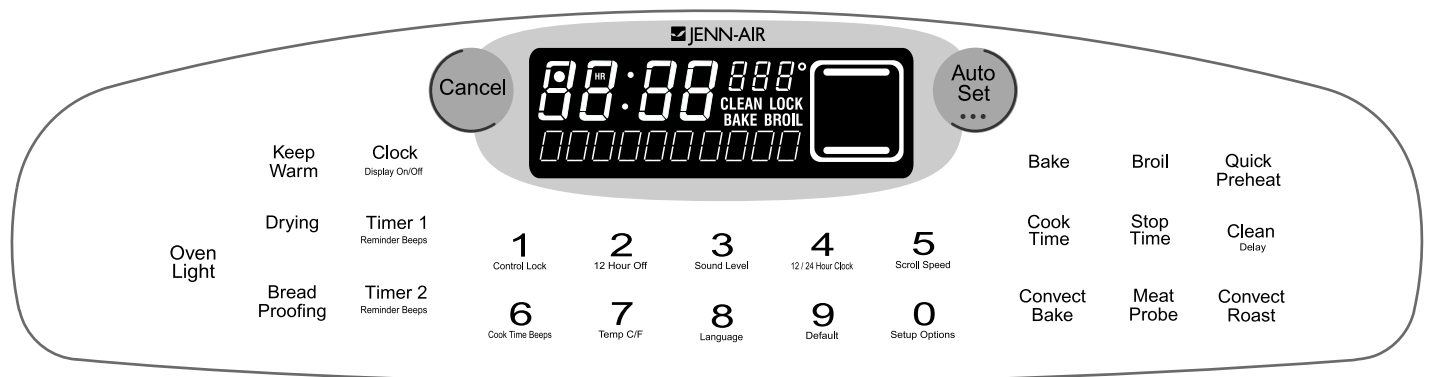 JENN-AIR
Cancel
88:88
HR
888°
CLEAN LOCK
BAKE BROIL
Auto
Set
Keep
Warm
Clock
Display On/Off
Drying
Timer 1
Reminder Beeps
Oven
Light
Bread
Proofing
Timer 2
Reminder Beeps
1
Control Lock
2
12 Hour Off
3
Sound Level
4
12 / 24 Hour Clock
5
Scroll Speed
6
Cook Time Beeps
7
Temp C/F
8
Language
9
Default
0
Setup Options
Bake
Broil
Quick
Preheat
Cook
Time
Stop
Time
Clean
Delay
Convect
Bake
Meat
Probe
Convect
Roast